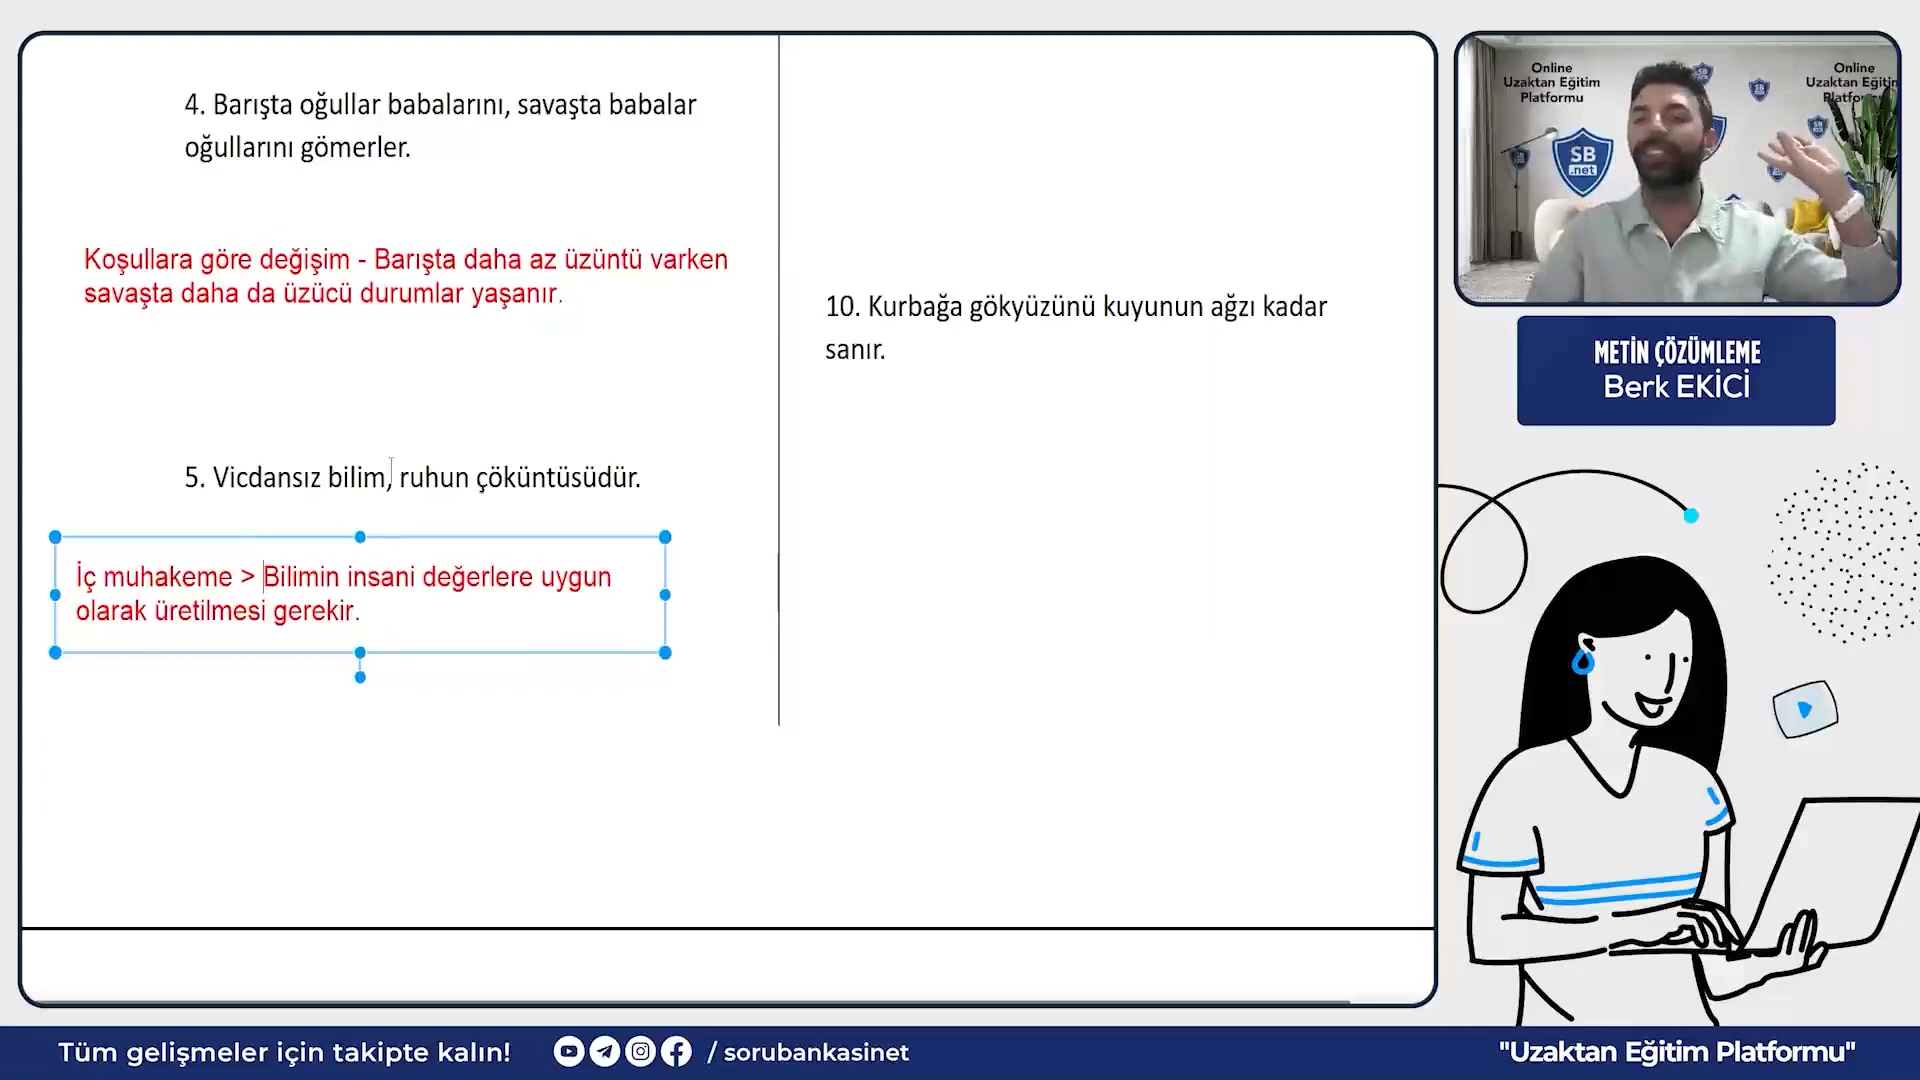 4. Barışta oğullar babalarını, savaşta babalar
oğullarını gömerler.
Koşullara göre değişim - Barışta daha az üzüntü varken
savaşta daha da üzücü durumlar yaşanır.
5. Vicdansız bilim, ruhun çöküntüsüdür.
İç muhakeme > Bilimin insani değerlere uygun
olarak üretilmesi gerekir.
10. Kurbağa gökyüzünü kuyunun ağzı kadar
sanır.
Online
Uzaktan Eğitim
Platformu
SB
.net
Online
Uzaktan Eğitim
METİN ÇÖZÜMLEME
Berk EKİCİ
Tüm gelişmeler için takipte kalın!
/ sorubankasinet
"Uzaktan Eğitim Platformu"